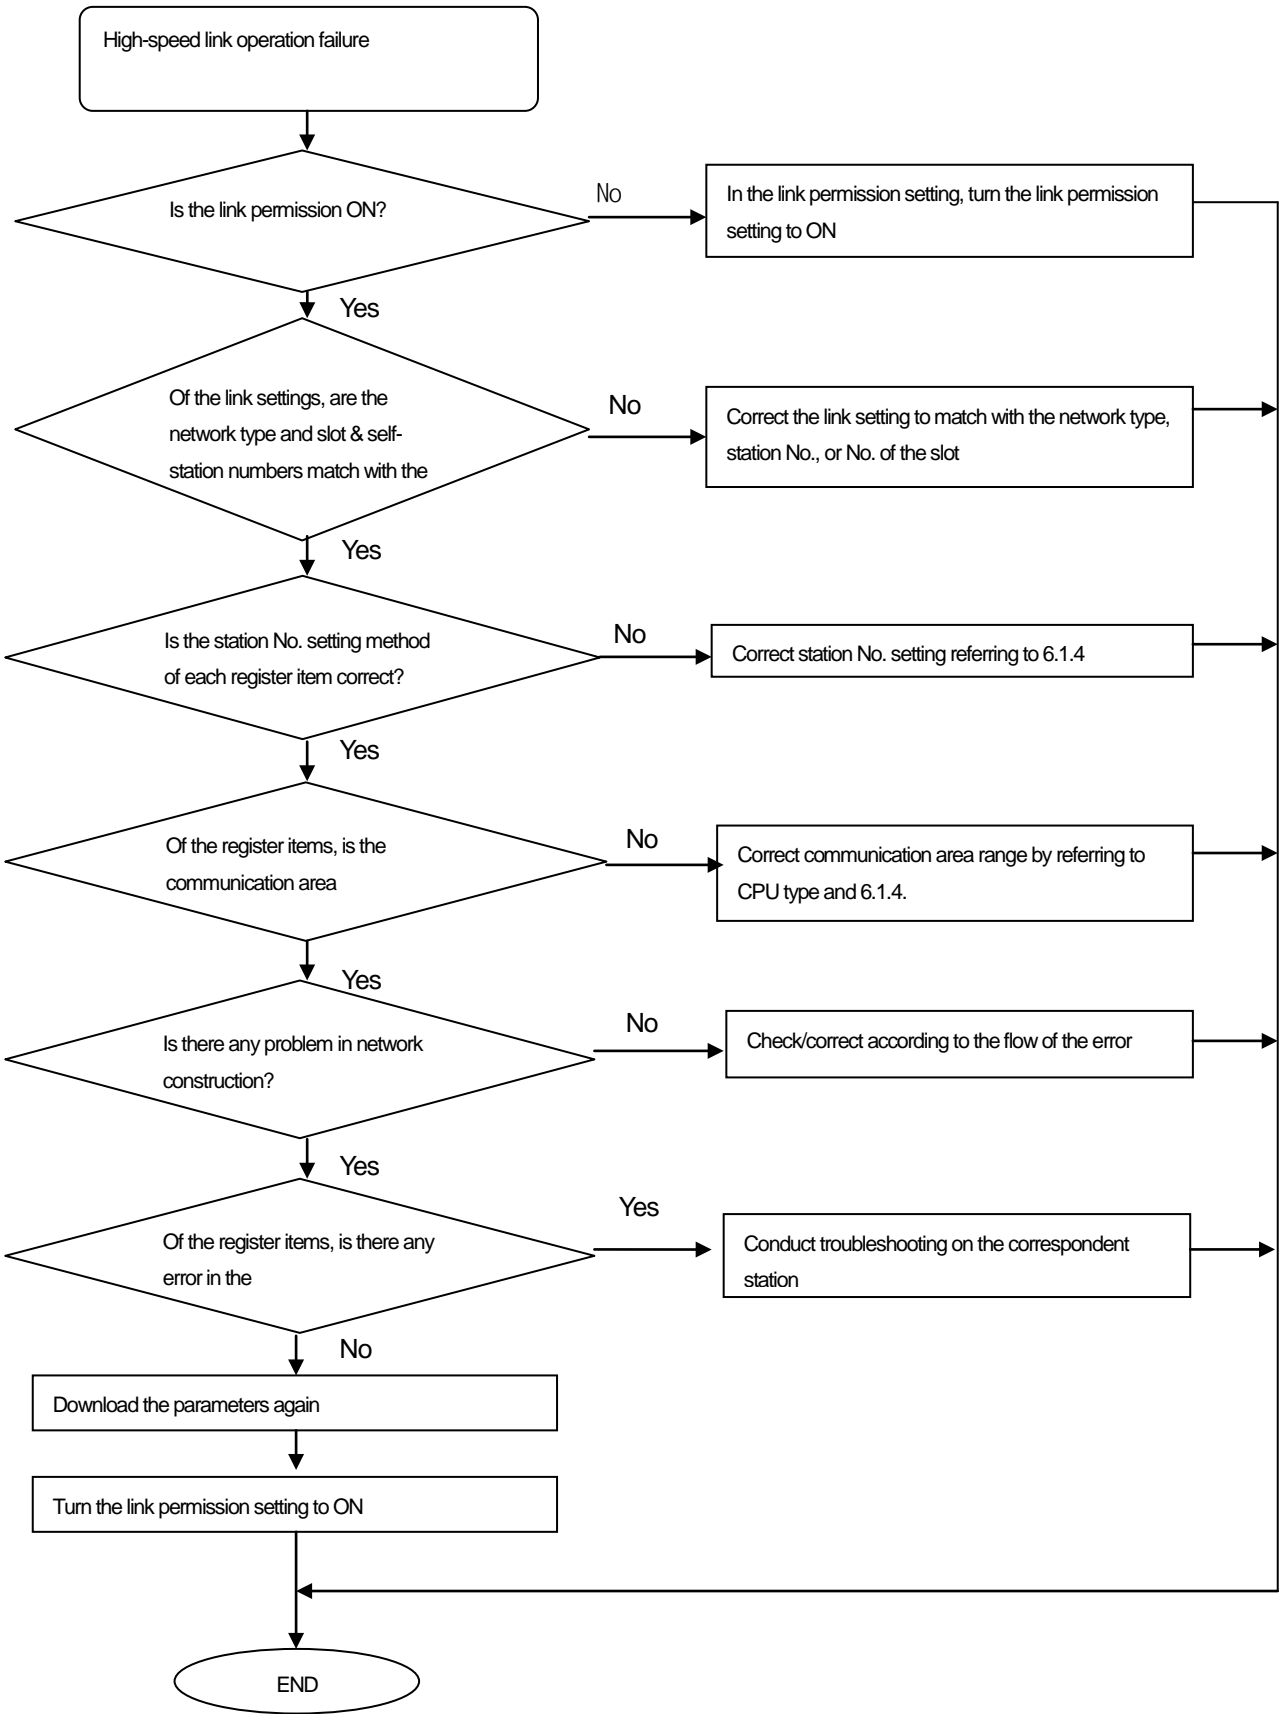 High-speed link operation failure
Is the link permission ON?
No
In the link permission setting, turn the link permission
setting to ON
Yes
Of the link settings, are the
network type and slot & self-
station numbers match with the
No
Correct the link setting to match with the network type,
station No., or No. of the slot
Yes
Is the station No. setting method
of each register item correct?
No
Correct station No. setting referring to 6.1.4
Yes
Of the register items, is the
communication area
No
Correct communication area range by referring to
CPU type and 6.1.4.
Yes
Is there any problem in network
construction?
No
Check/correct according to the flow of the error
Yes
Of the register items, is there any
error in the
Yes
Conduct troubleshooting on the correspondent
station
No
Download the parameters again
Turn the link permission setting to ON
END